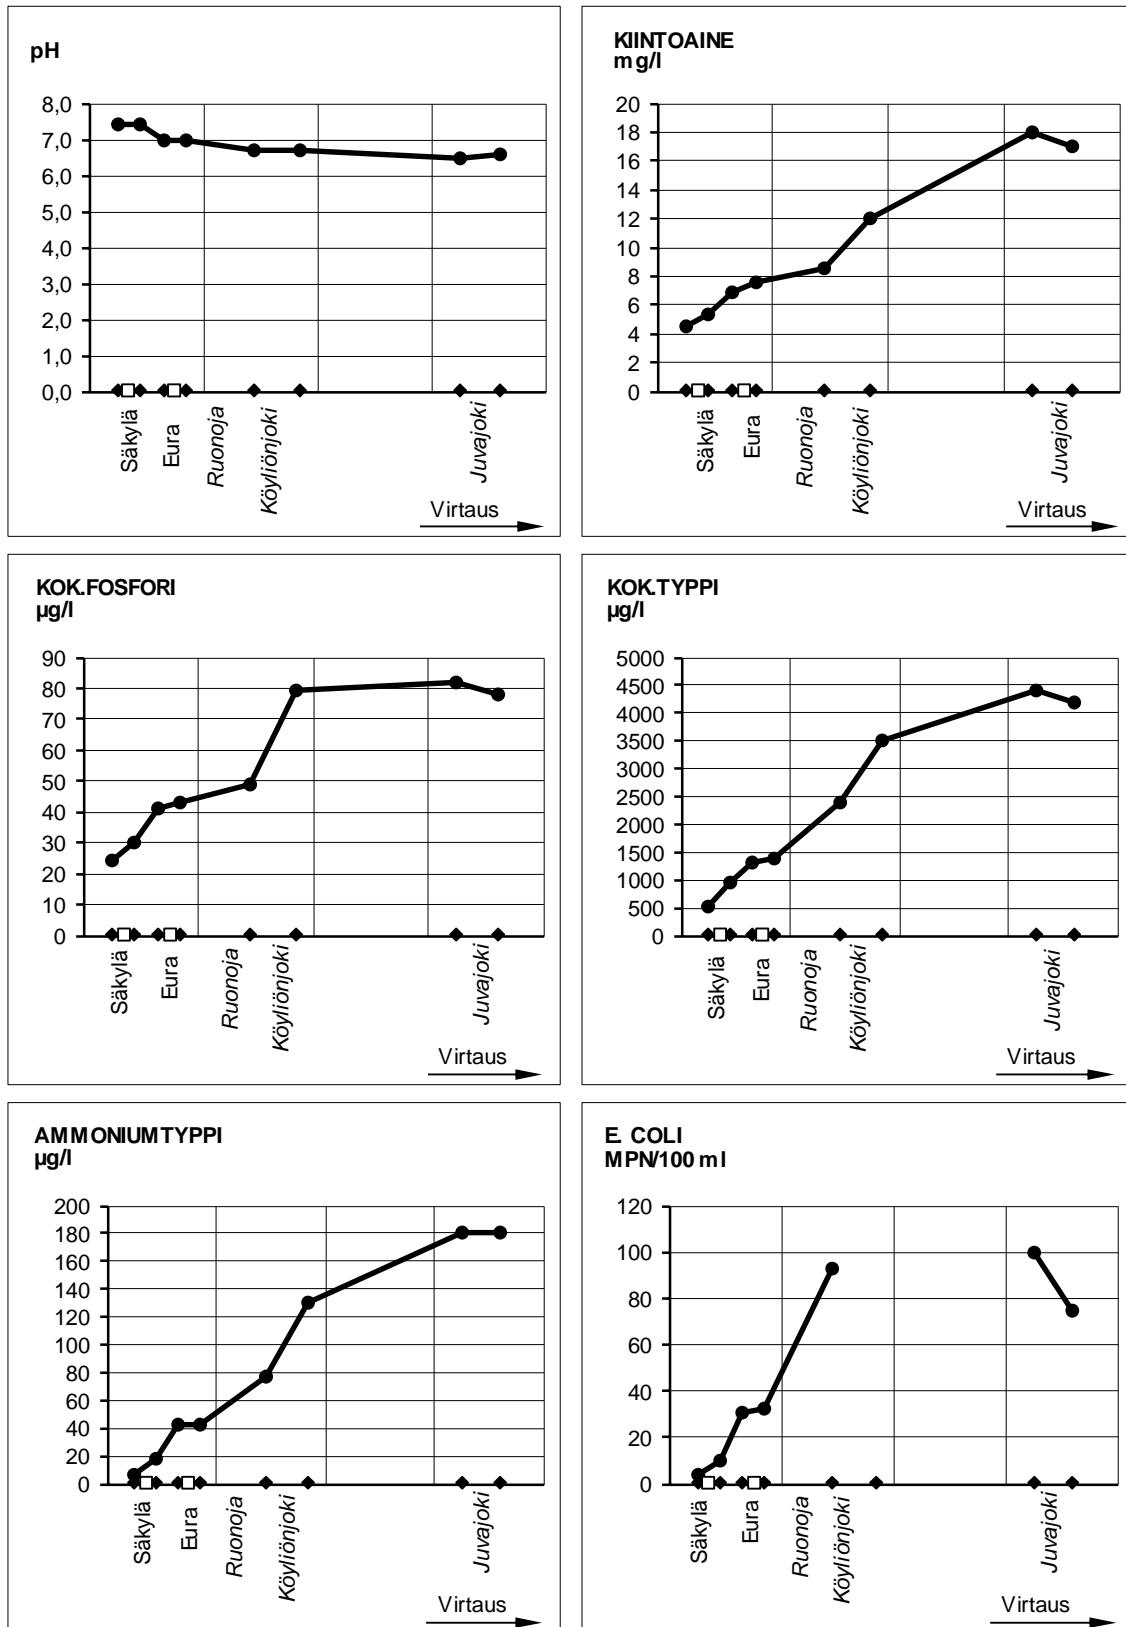 pH
8,0
7,0
6,0
5,0
4,0
3,0
2,0
1,0
0,0
Säkylä
Eura
Ruonoja
Köyliönjoki
Juvajoki
Virtaus
KIINTOAINE
mg/l
20
18
16
14
12
10
8
6
4
2
0
Säkylä
Eura
Ruonoja
Köyliönjoki
Juvajoki
Virtaus
KOK.FOSFORI
µg/l
90
80
70
60
50
40
30
20
10
0
Säkylä
Eura
Ruonoja
Köyliönjoki
Juvajoki
Virtaus
KOK.TYPPI
µg/l
5000
4500
4000
3500
3000
2500
2000
1500
1000
500
0
Säkylä
Eura
Ruonoja
Köyliönjoki
Juvajoki
Virtaus
AMMONIUMTYPPI
µg/l
200
180
160
140
120
100
80
60
40
20
0
Säkylä
Eura
Ruonoja
Köyliönjoki
Juvajoki
Virtaus
E. COLI
MPN/100 ml
120
100
80
60
40
20
0
Säkylä
Eura
Ruonoja
Köyliönjoki
Juvajoki
Virtaus